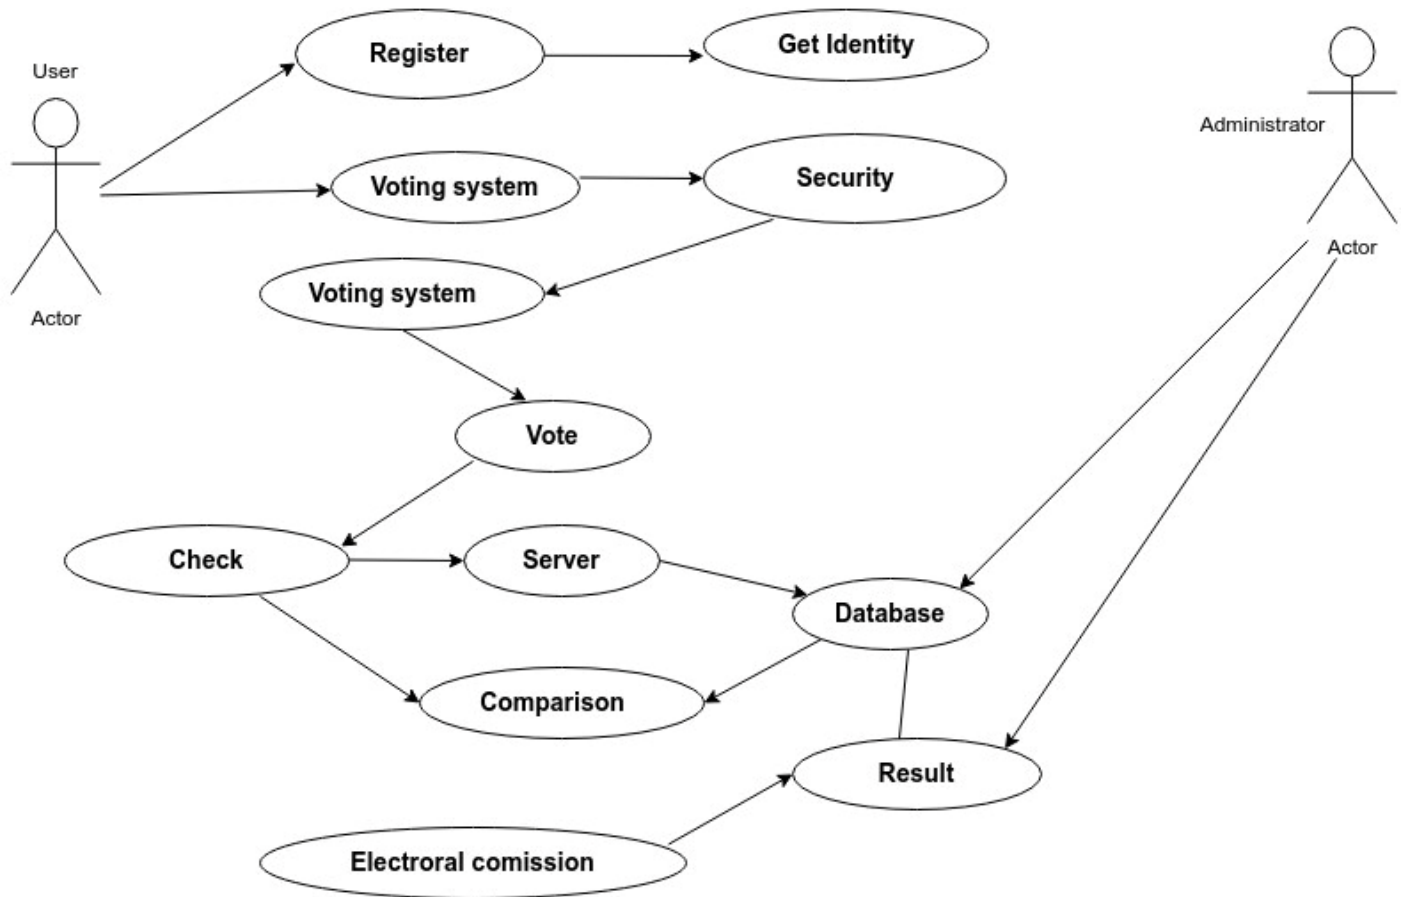 Register
Get Identity
User
Administrator
Voting system
Security
Actor
Voting system
Actor
Vote
Check
Server
Database
Comparison
Result
Electroral comission